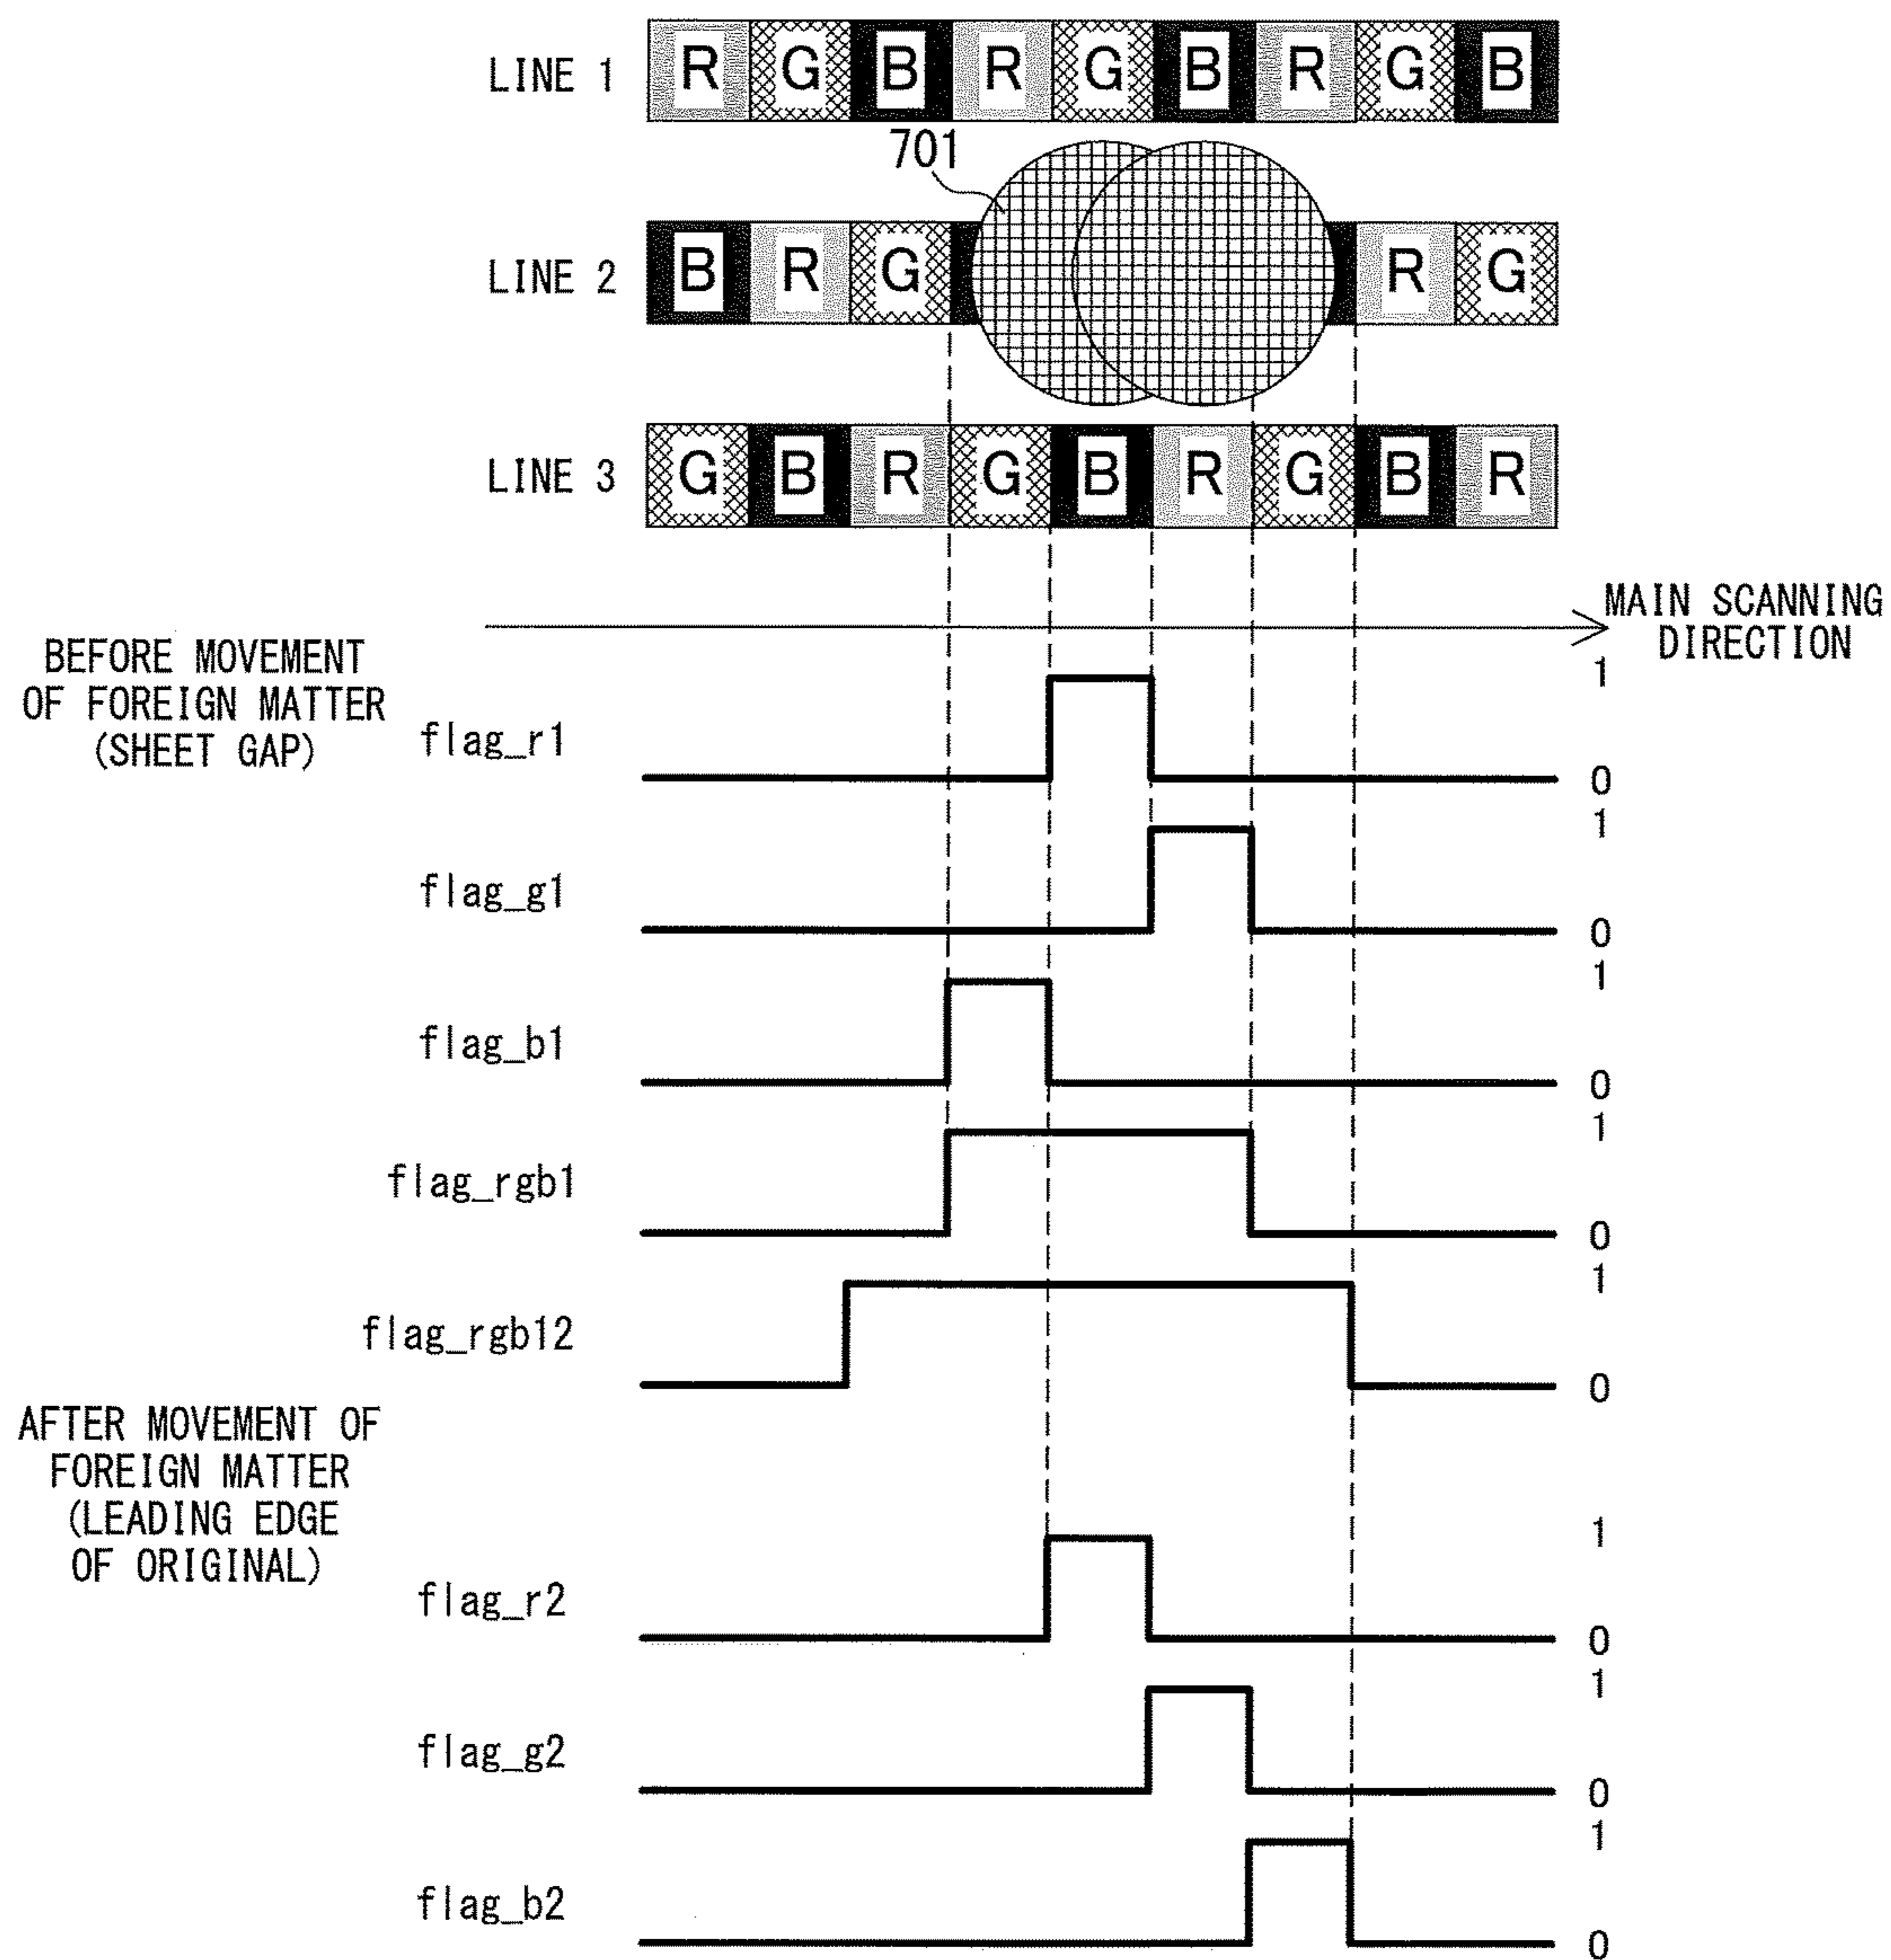 LINE 1 R G B R G B R G B
701
LINE 2 B R G R G
LINE 3 G B R G B R G B R
MAIN SCANNING
DIRECTION
BEFORE MOVEMENT
OF FOREIGN MATTER
(SHEET GAP)
1
flag_r1
0
1
flag_g1
0
1
flag_b1
0
1
flag_rgb1
0
1
flag_rgb12
0
AFTER MOVEMENT OF
FOREIGN MATTER
(LEADING EDGE
OF ORIGINAL)
1
flag_r2
0
1
flag_g2
0
1
flag_b2
0